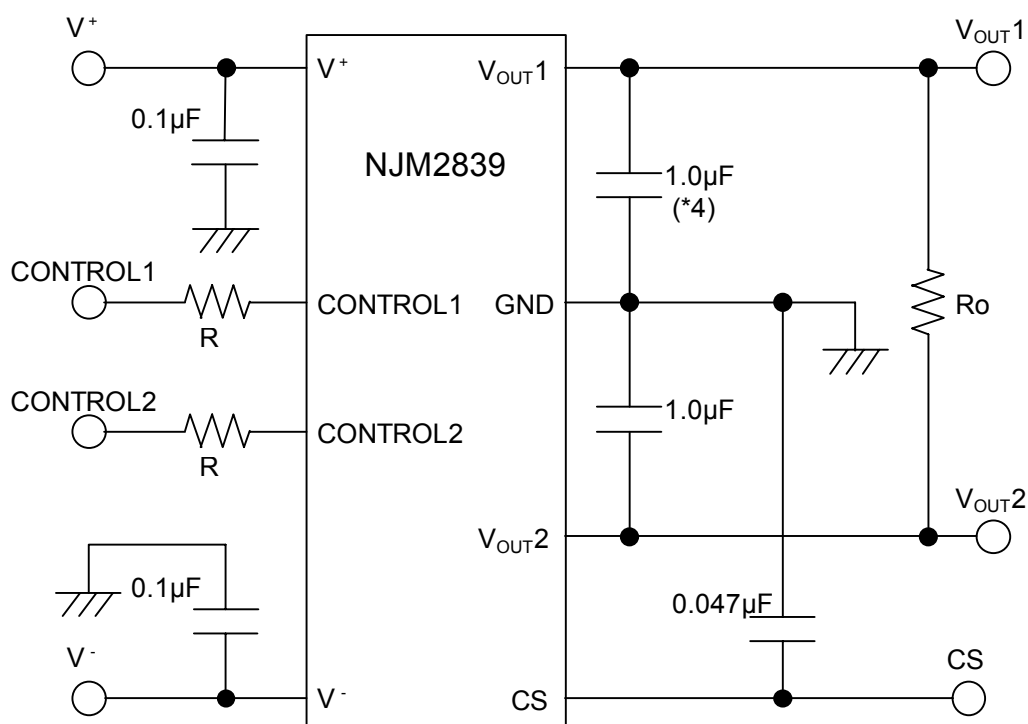 V+
V+
VOUT1
VOUT1
0.1µF
NJM2839
1.0µF
(*4)
CONTROL1
R
CONTROL1
GND
Ro
CONTROL2
R
CONTROL2
1.0µF
VOUT2
VOUT2
0.1µF
0.047µF
V-
V-
CS
CS